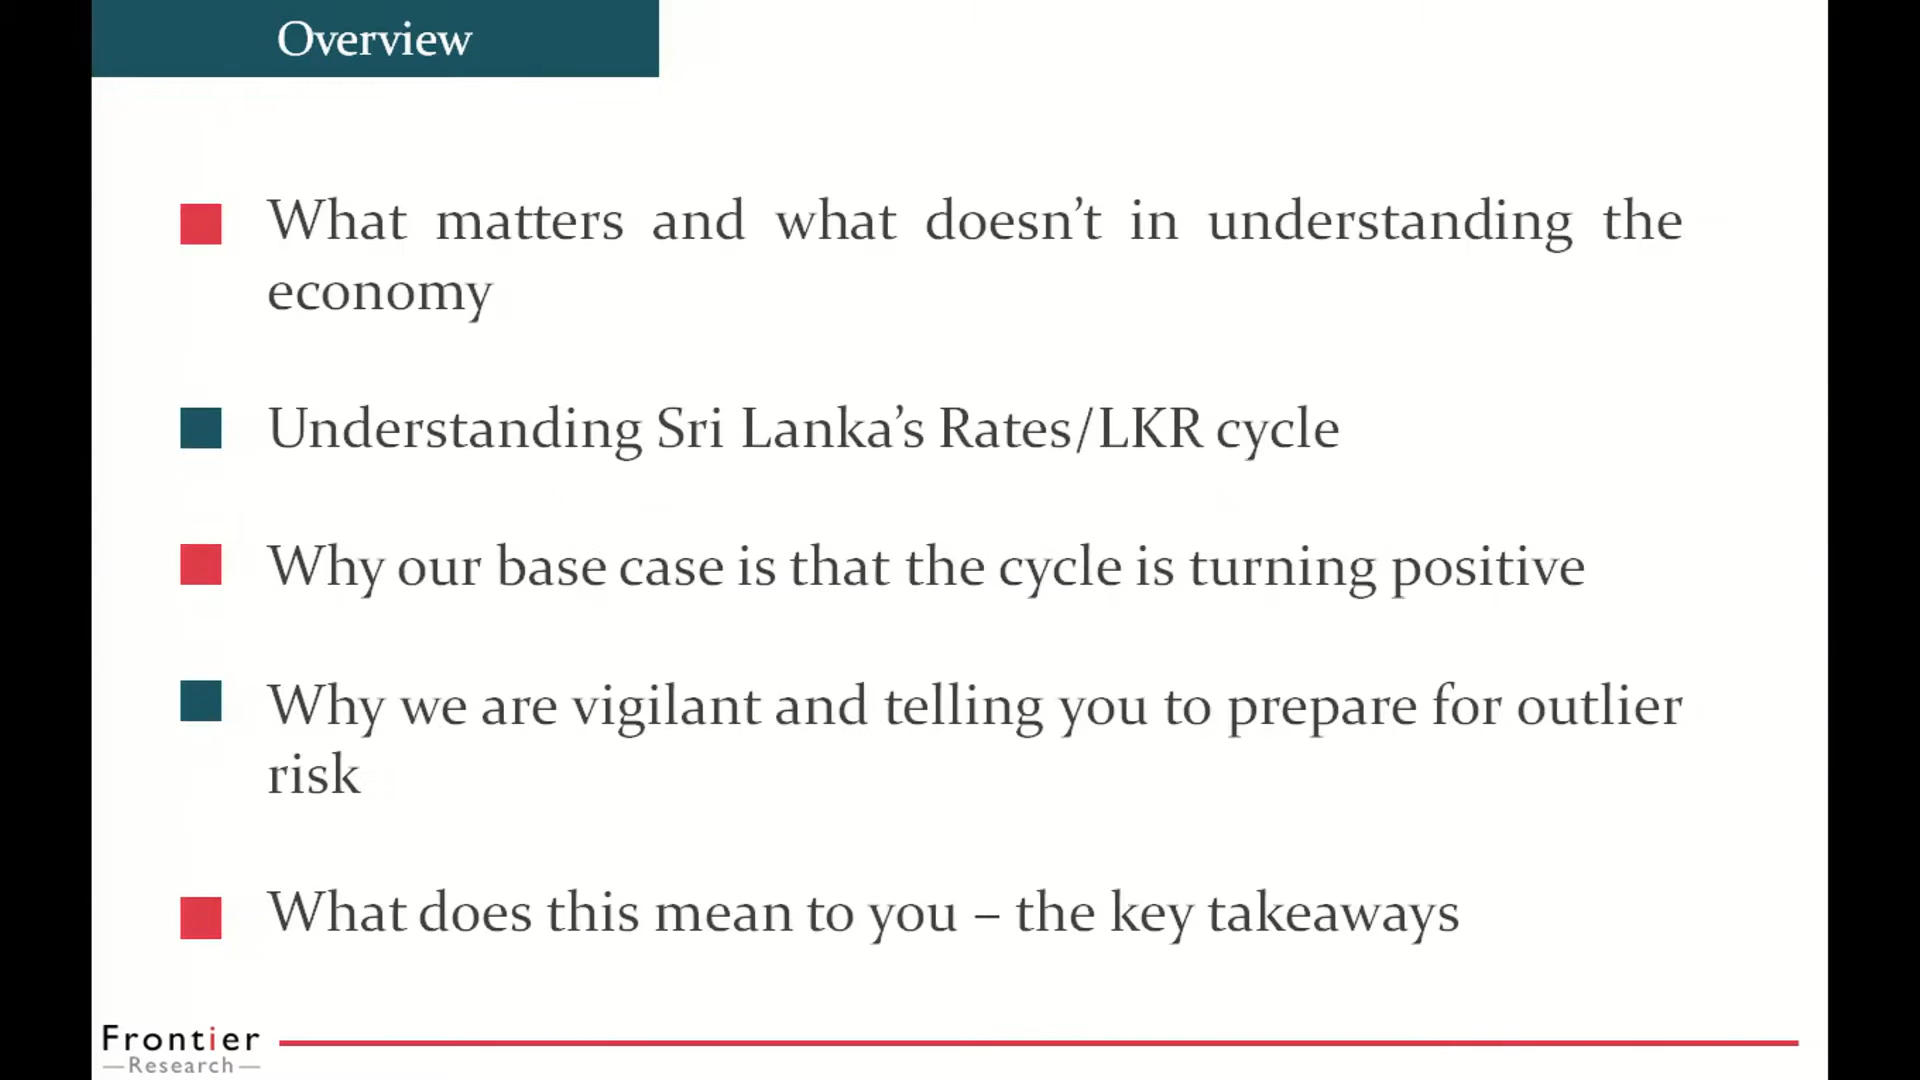 Overview
What matters and what doesn’t in understanding the
economy
Understanding Sri Lanka’s Rates/LKR cycle
Why our base case is that the cycle is turning positive
Why we are vigilant and telling you to prepare for outlier
risk
What does this mean to you – the key takeaways
Frontier
—Research—